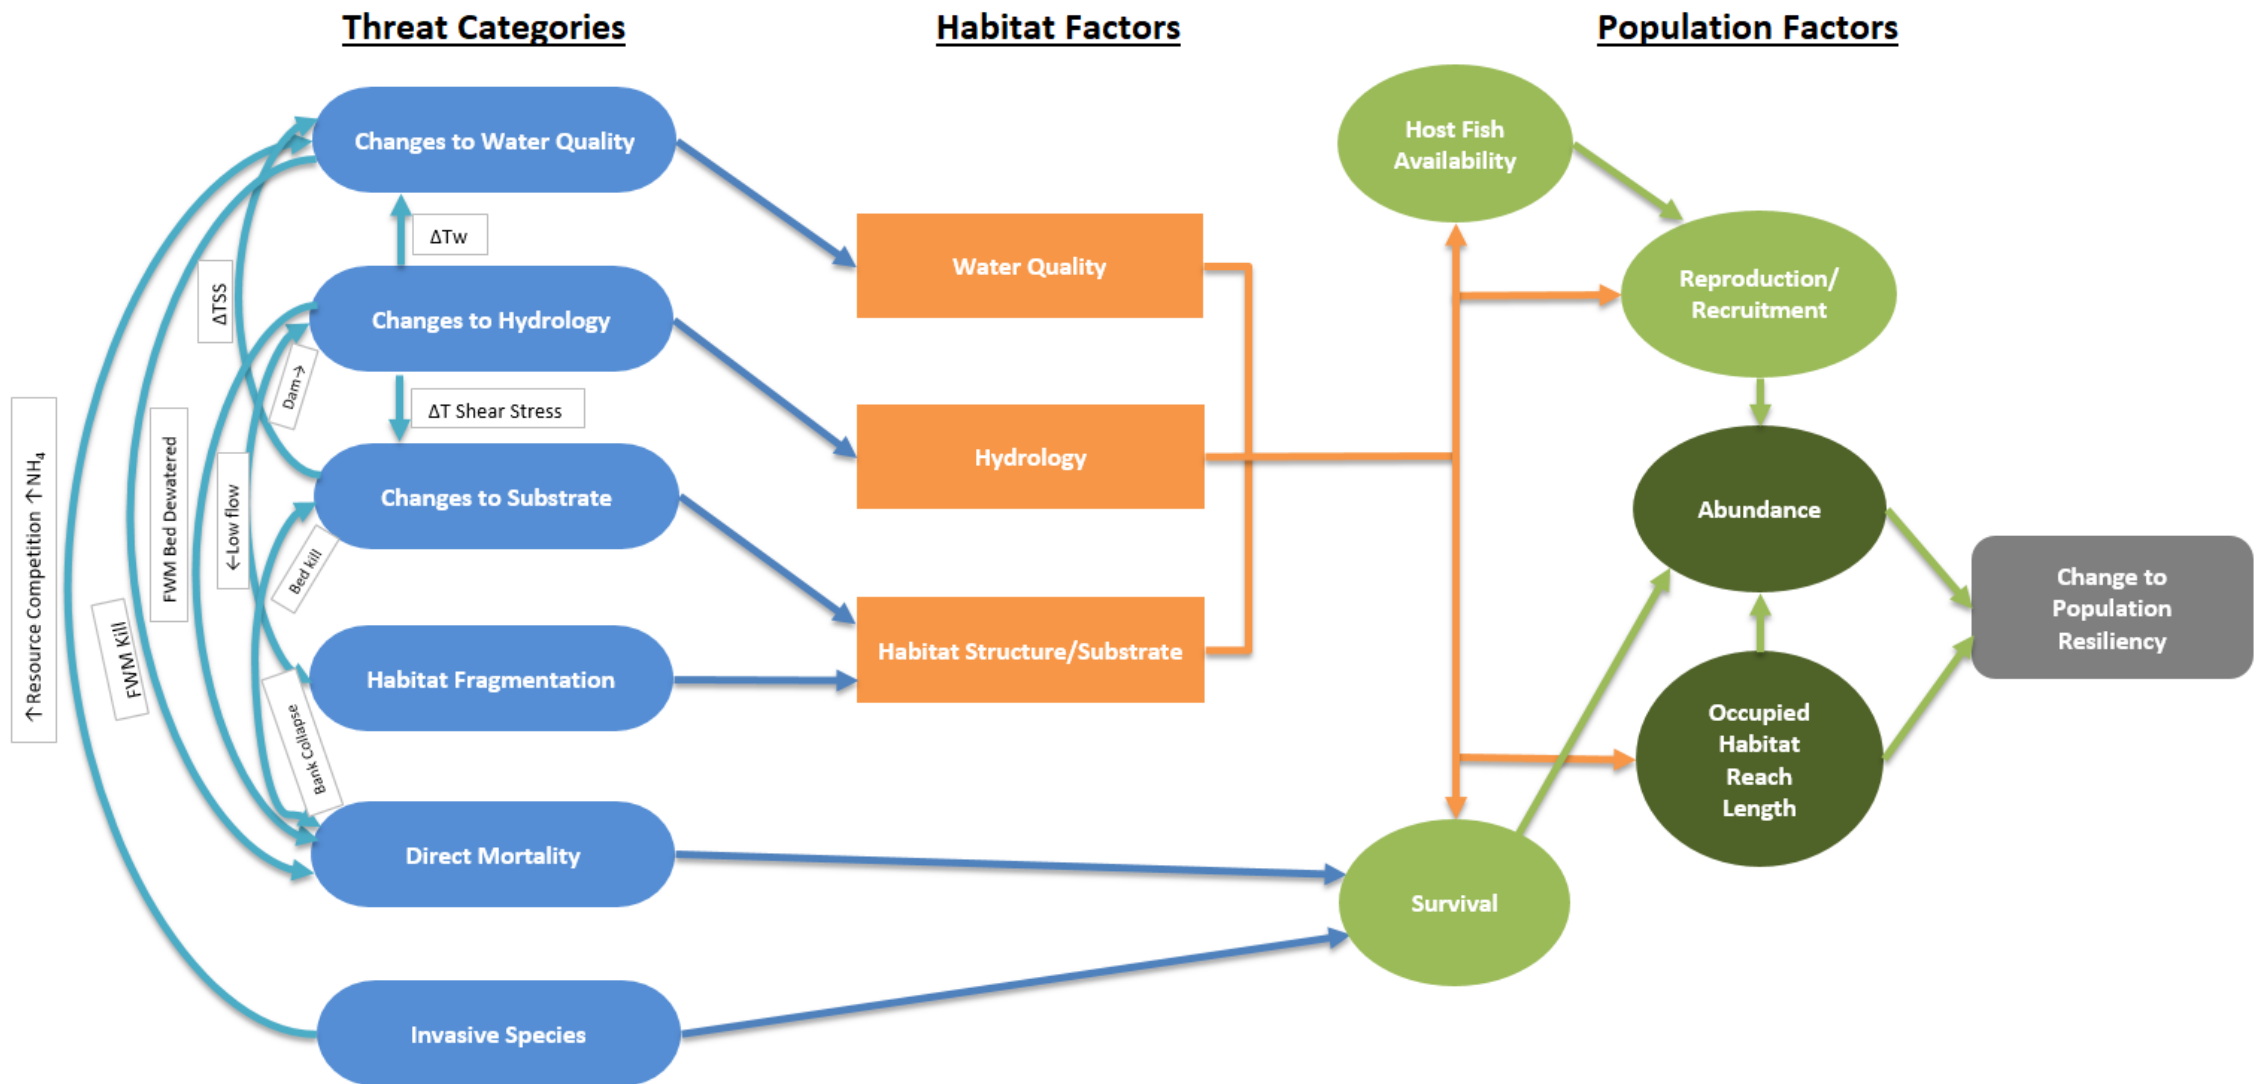 Threat Categories
Habitat Factors
Population Factors
Changes to Water Quality
ΔTw
Changes to Hydrology
ΔT Shear Stress
Changes to Substrate
Habitat Fragmentation
Direct Mortality
Invasive Species
↑Resource Competition ↑NH₄
FWM Kill
FWM Bed Dewatered
ΔTSS
←Low flow
Dam→
Bed kill
Bank Collapse
Water Quality
Hydrology
Habitat Structure/Substrate
Host Fish
Availability
Reproduction/
Recruitment
Abundance
Occupied
Habitat
Reach
Length
Survival
Change to
Population
Resiliency